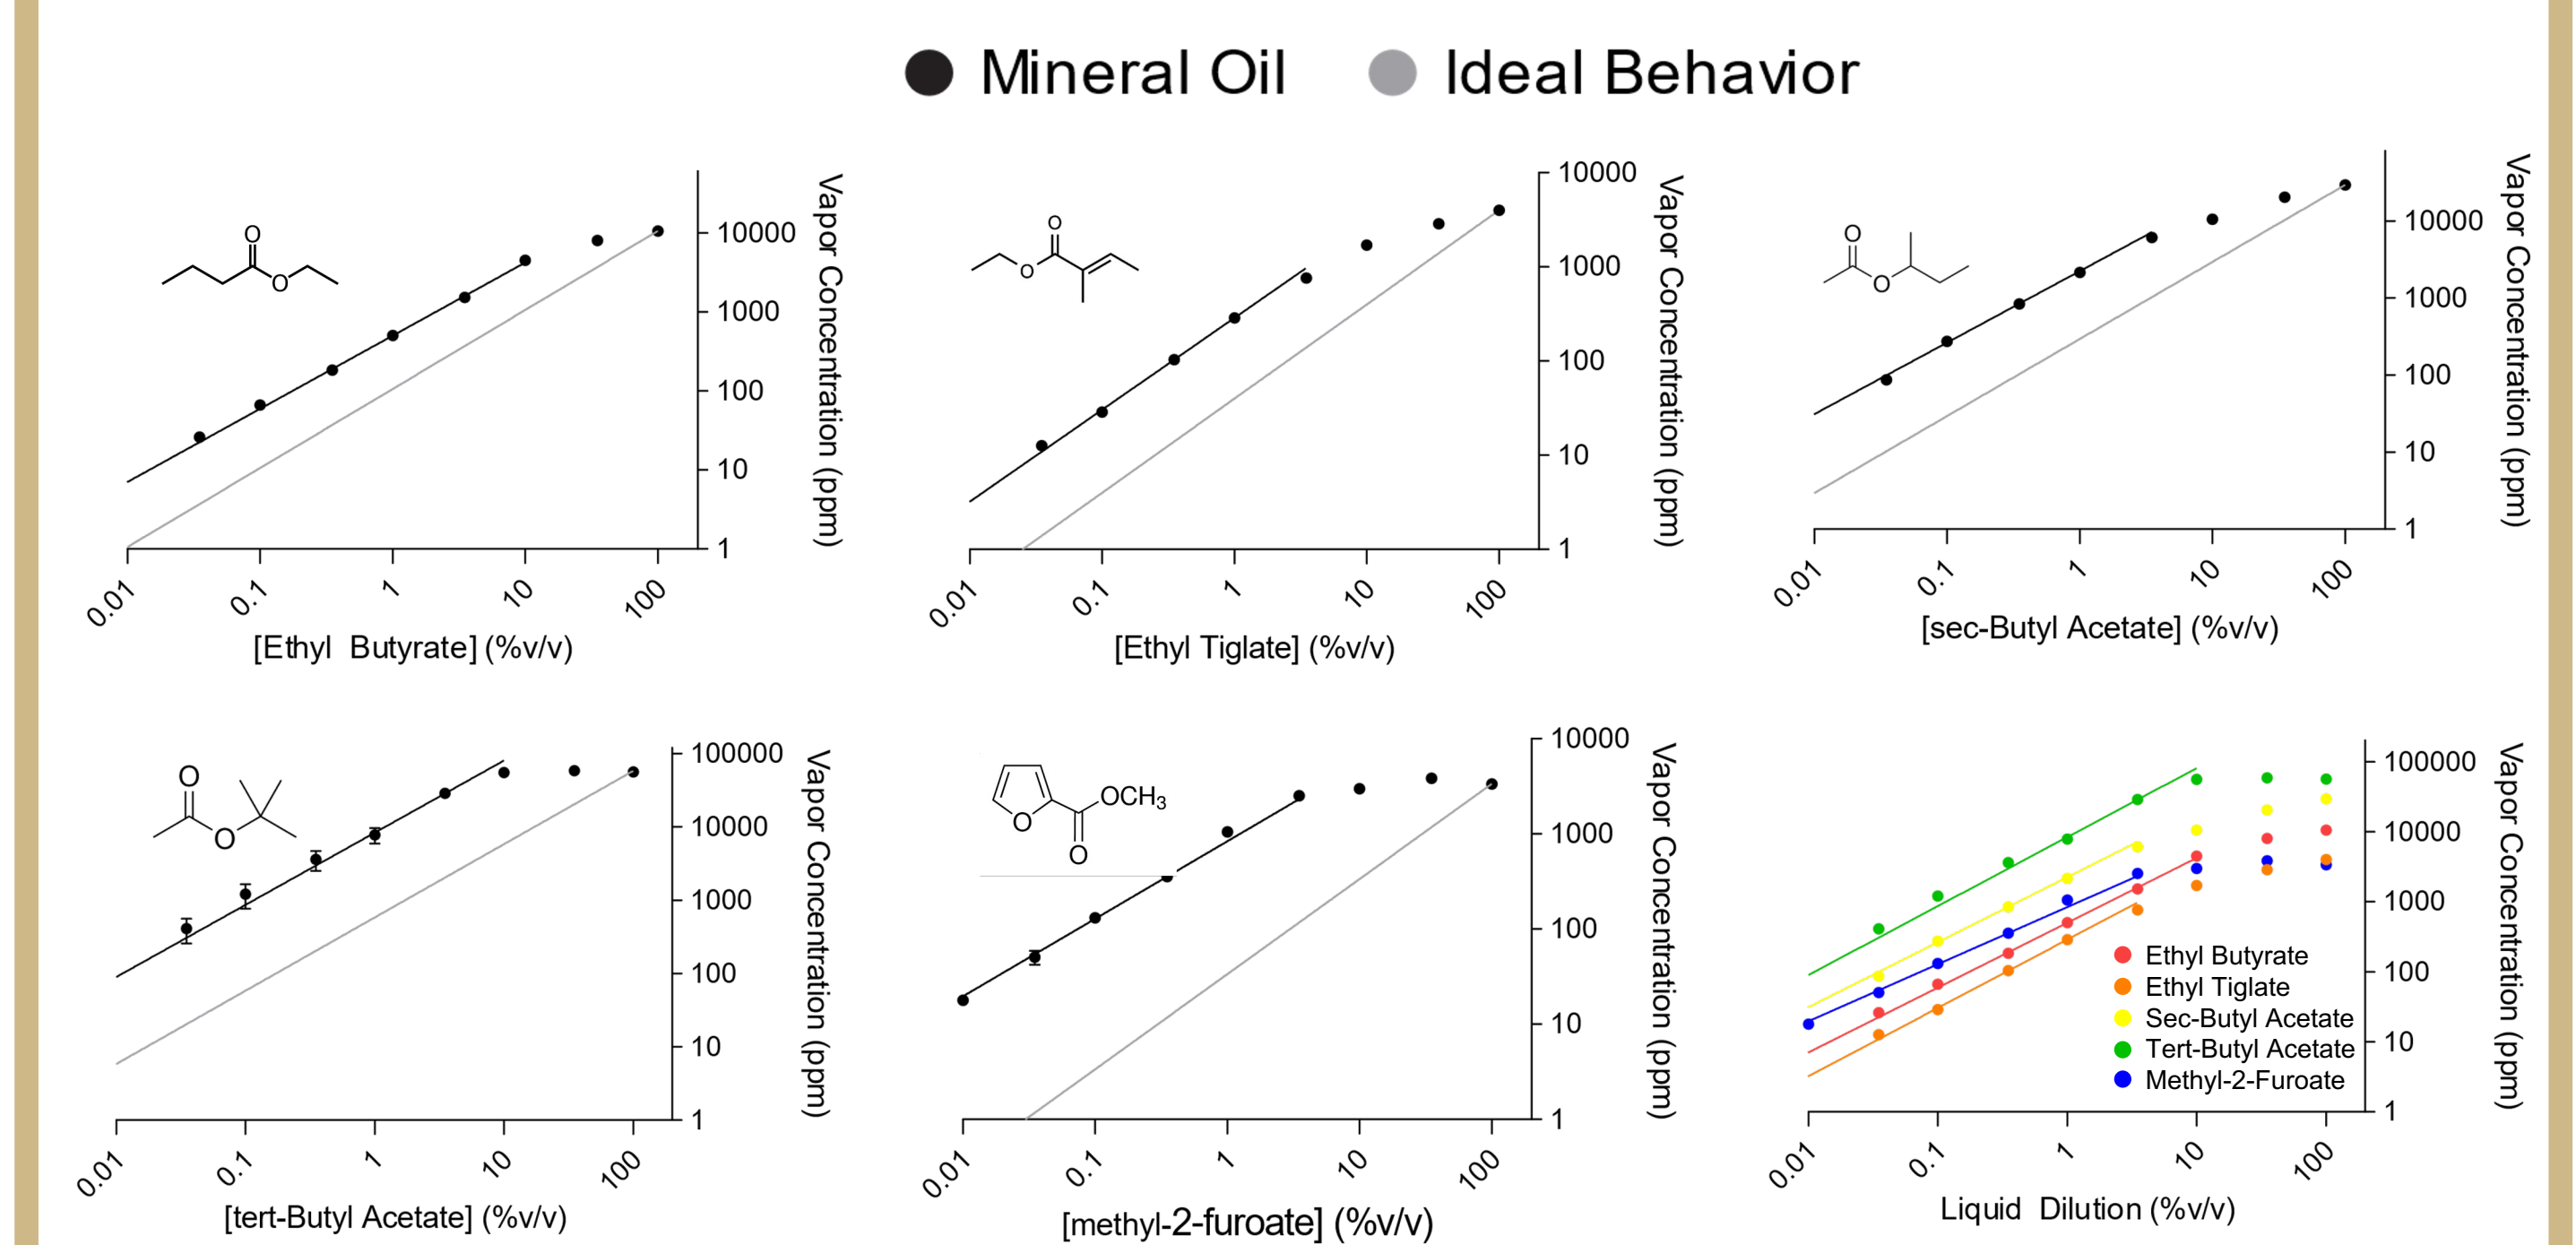 Mineral Oil Ideal Behavior
O
O
10000
1000
100
10
1
Vapor Concentration (ppm)
0.01 0.1 1 10 100
[Ethyl Butyrate] (%v/v)
O
O
10000
1000
100
10
1
Vapor Concentration (ppm)
0.01 0.1 1 10 100
[Ethyl Tiglate] (%v/v)
O
O
10000
1000
100
10
1
Vapor Concentration (ppm)
0.01 0.1 1 10 100
[sec-Butyl Acetate] (%v/v)
O
O
100000
10000
1000
100
10
1
Vapor Concentration (ppm)
0.01 0.1 1 10 100
[tert-Butyl Acetate] (%v/v)
O
OCH3
O
10000
1000
100
10
1
Vapor Concentration (ppm)
0.01 0.1 1 10 100
[methyl-2-furoate] (%v/v)
100000
10000
1000
100
10
1
Vapor Concentration (ppm)
Ethyl Butyrate
Ethyl Tiglate
Sec-Butyl Acetate
Tert-Butyl Acetate
Methyl-2-Furoate
0.01 0.1 1 10 100
Liquid Dilution (%v/v)